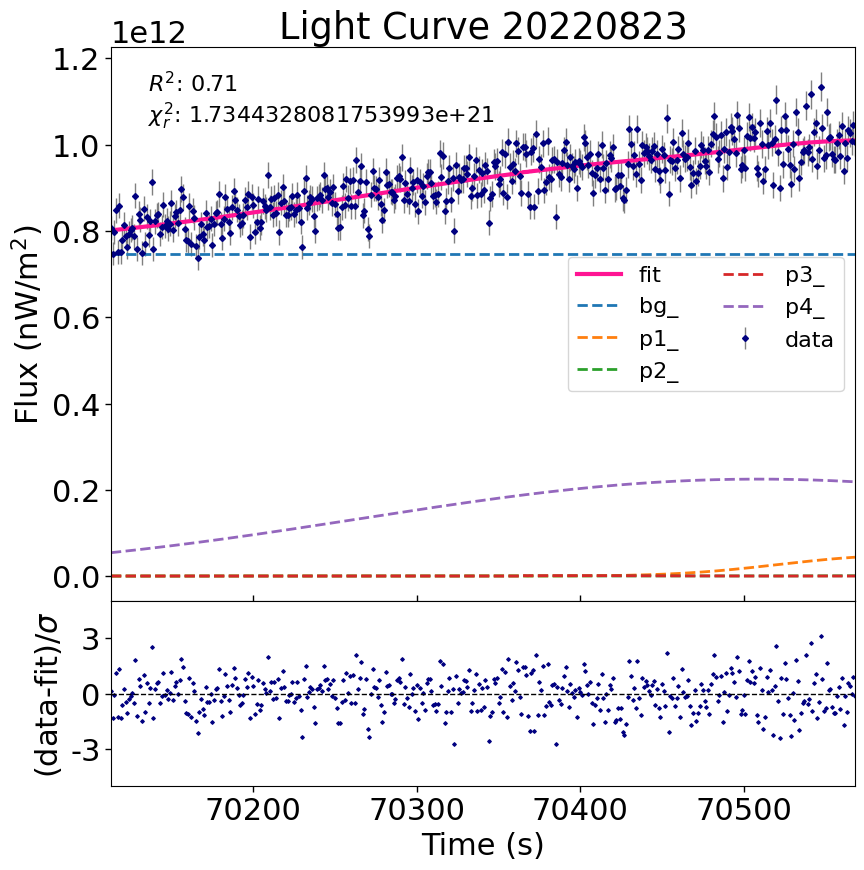 Light Curve 20220823
1e12
R²: 0.71
χ²ᵣ: 1.7344328081753993e+21
1.2
1.0
0.8
0.6
0.4
0.2
0.0
Flux (nW/m²)
fit
bg_
p1_
p2_
p3_
p4_
data
3
0
-3
(data-fit)/σ
70200 70300 70400 70500
Time (s)